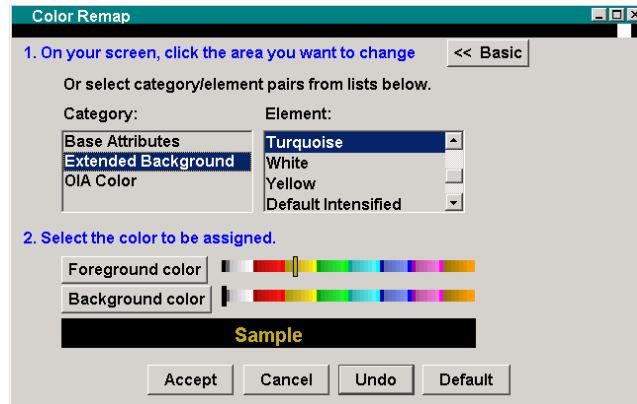 Color Remap
1. On your screen, click the area you want to change
<< Basic
Or select category/element pairs from lists below.
Category:
Element:
Base Attributes
Extended Background
OIA Color
Turquoise
White
Yellow
Default Intensified
2. Select the color to be assigned.
Foreground color
Background color
Sample
Accept
Cancel
Undo
Default